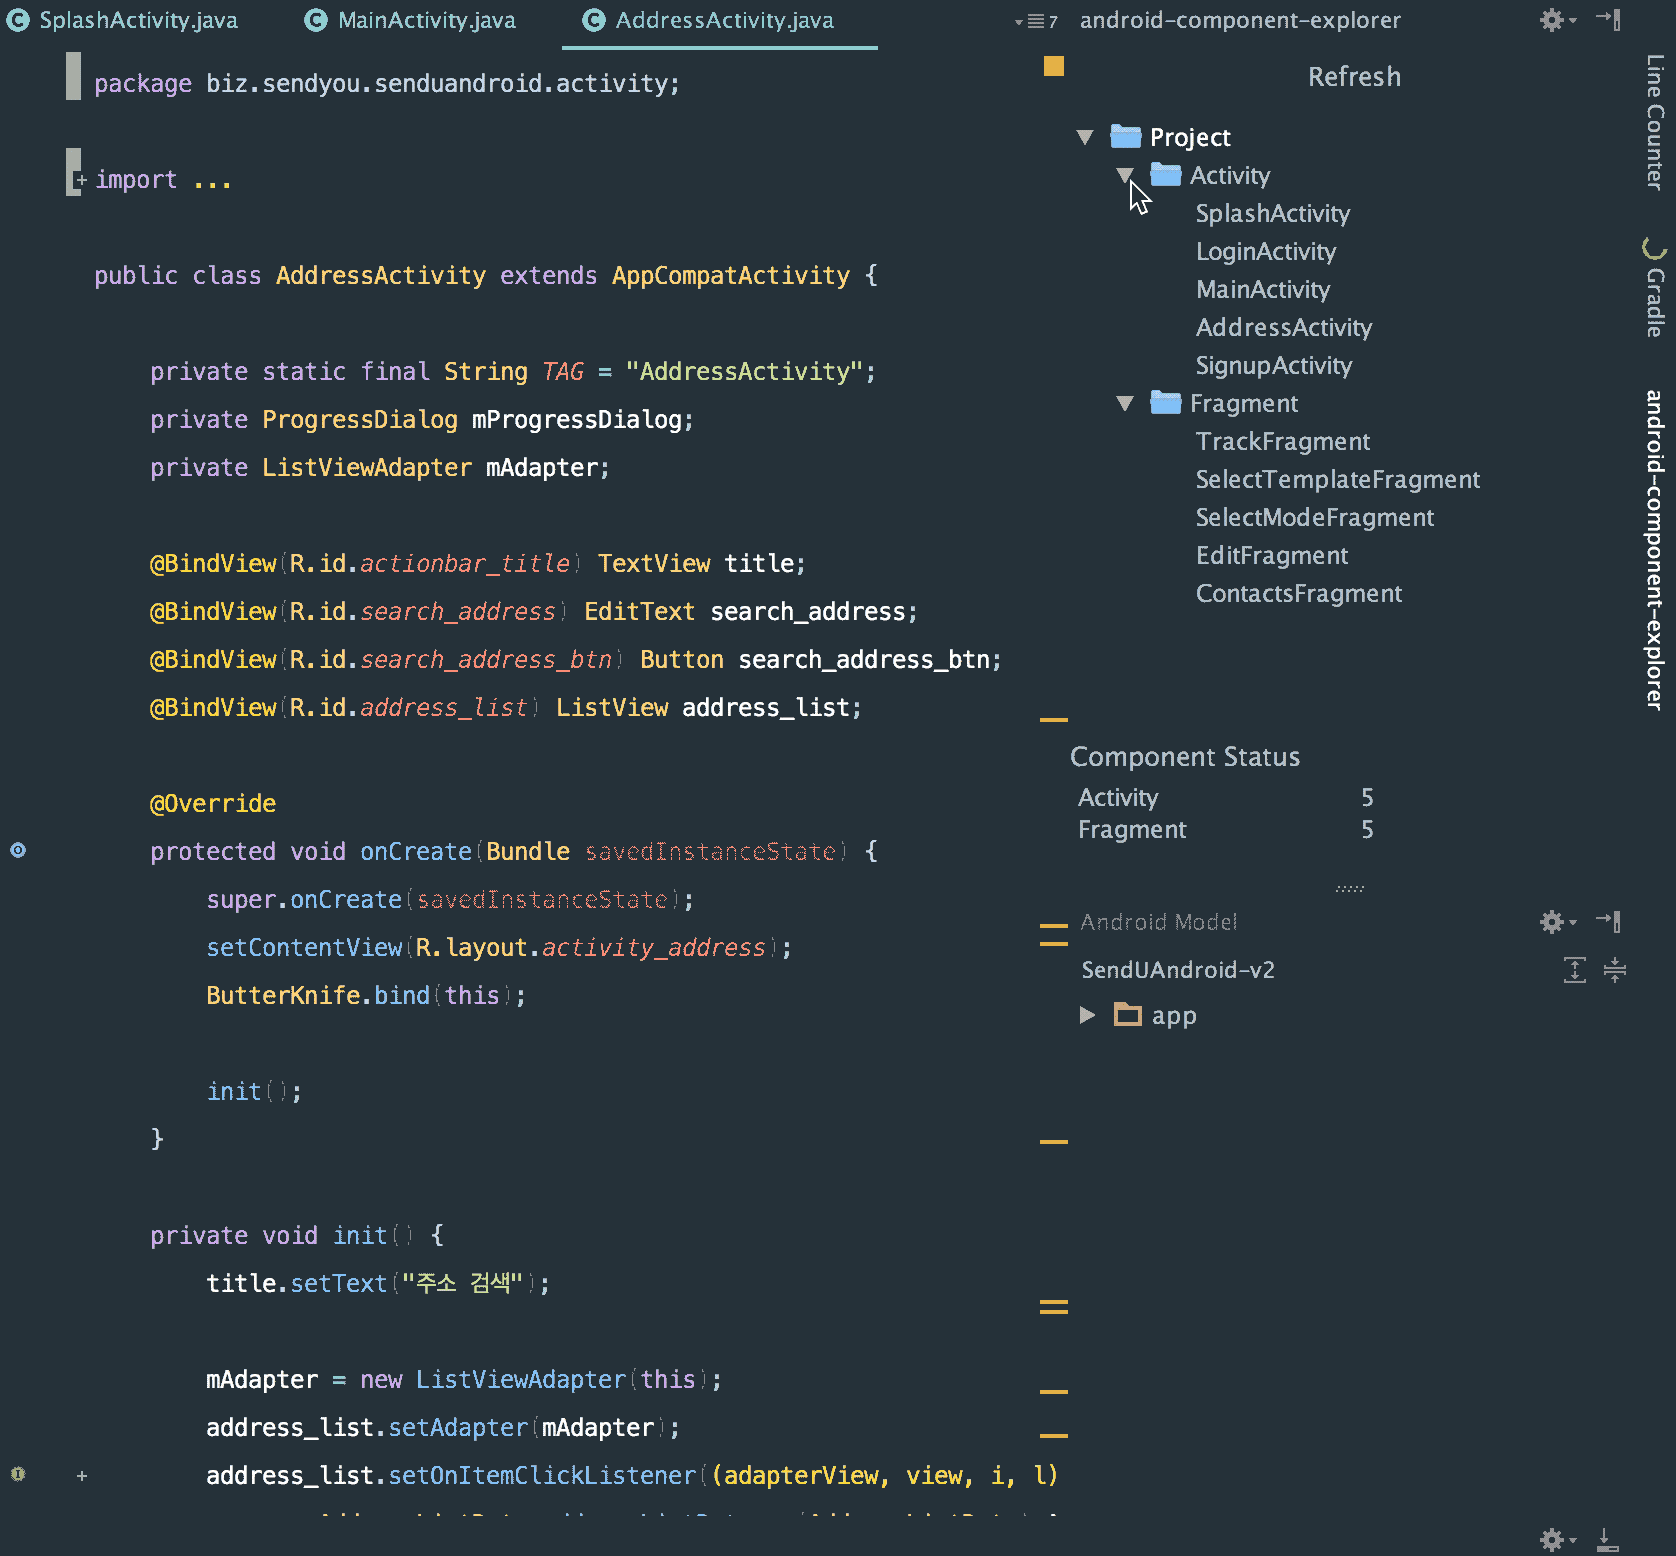 SplashActivity.java
MainActivity.java
AddressActivity.java
7
package biz.sendyou.senduandroid.activity;
+ import ...
public class AddressActivity extends AppCompatActivity {
private static final String TAG = "AddressActivity";
private ProgressDialog mProgressDialog;
private ListViewAdapter mAdapter;
@BindView(R.id.actionbar_title) TextView title;
@BindView(R.id.search_address) EditText search_address;
@BindView(R.id.search_address_btn) Button search_address_btn;
@BindView(R.id.address_list) ListView address_list;
@Override
protected void onCreate(Bundle savedInstanceState) {
super.onCreate(savedInstanceState);
setContentView(R.layout.activity_address);
ButterKnife.bind(this);
init();
}
private void init() {
title.setText("주소 검색");
mAdapter = new ListViewAdapter(this);
address_list.setAdapter(mAdapter);
+ address_list.setOnItemClickListener((adapterView, view, i, l)
android-component-explorer
Refresh
Project
Activity
SplashActivity
LoginActivity
MainActivity
AddressActivity
SignupActivity
Fragment
TrackFragment
SelectTemplateFragment
SelectModeFragment
EditFragment
ContactsFragment
Component Status
Activity 5
Fragment 5
Android Model
SendUAndroid-v2
app
Line Counter
Gradle
android-component-explorer